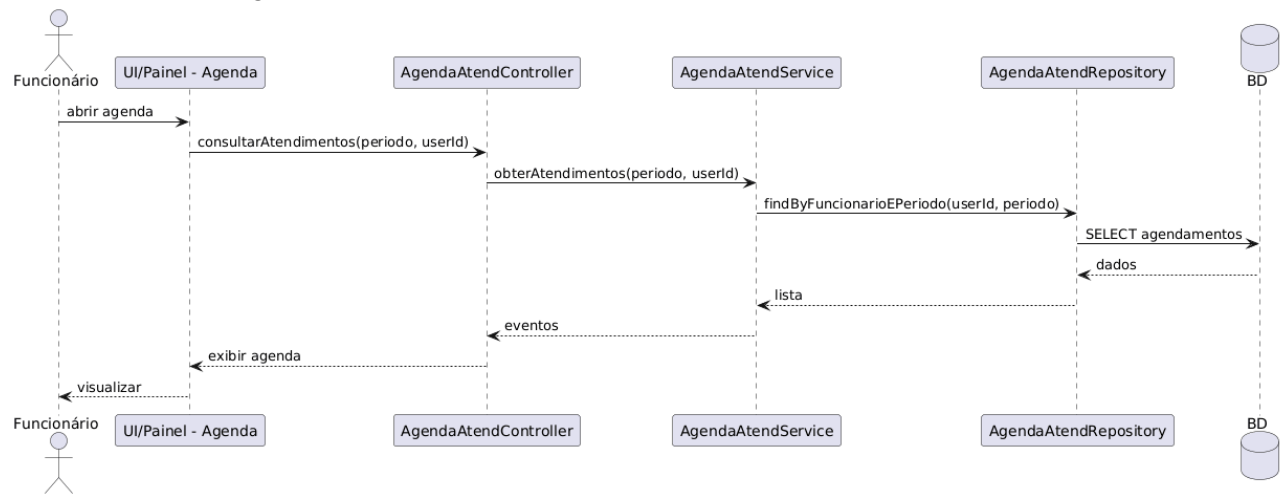 Funcionário
UI/Painel - Agenda
AgendaAtendController
AgendaAtendService
AgendaAtendRepository
BD
abrir agenda
consultarAtendimentos(periodo, userId)
obterAtendimentos(periodo, userId)
findByFuncionarioEPeriodo(userId, periodo)
SELECT agendamentos
dados
lista
eventos
exibir agenda
visualizar
Funcionário
UI/Painel - Agenda
AgendaAtendController
AgendaAtendService
AgendaAtendRepository
BD